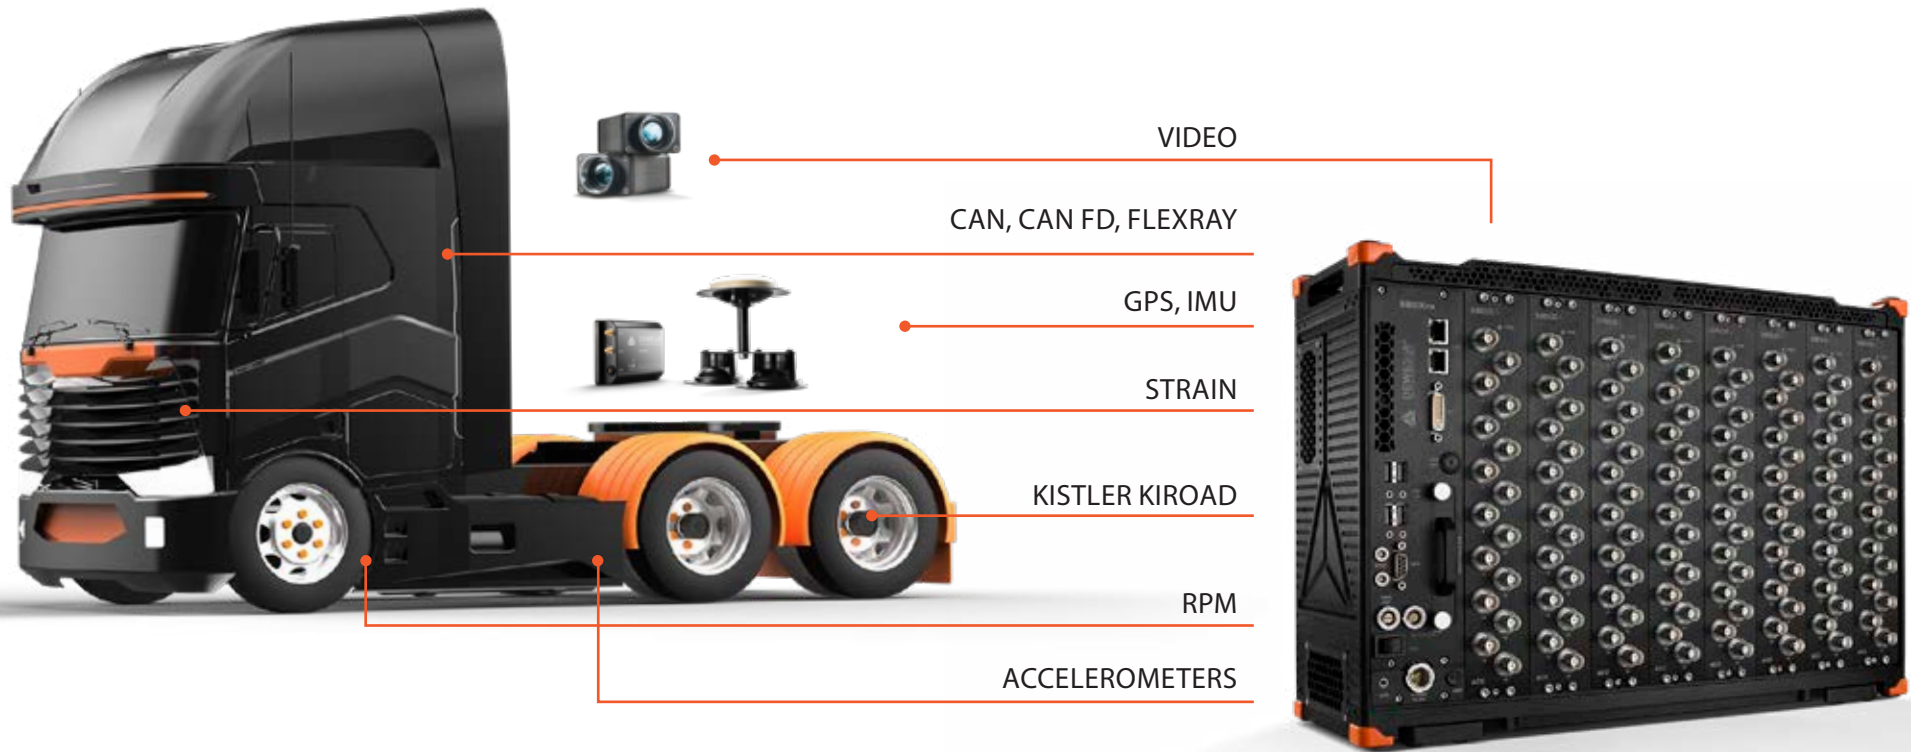 VIDEO
CAN, CAN FD, FLEXRAY
GPS, IMU
STRAIN
KISTLER KIROAD
RPM
ACCELEROMETERS